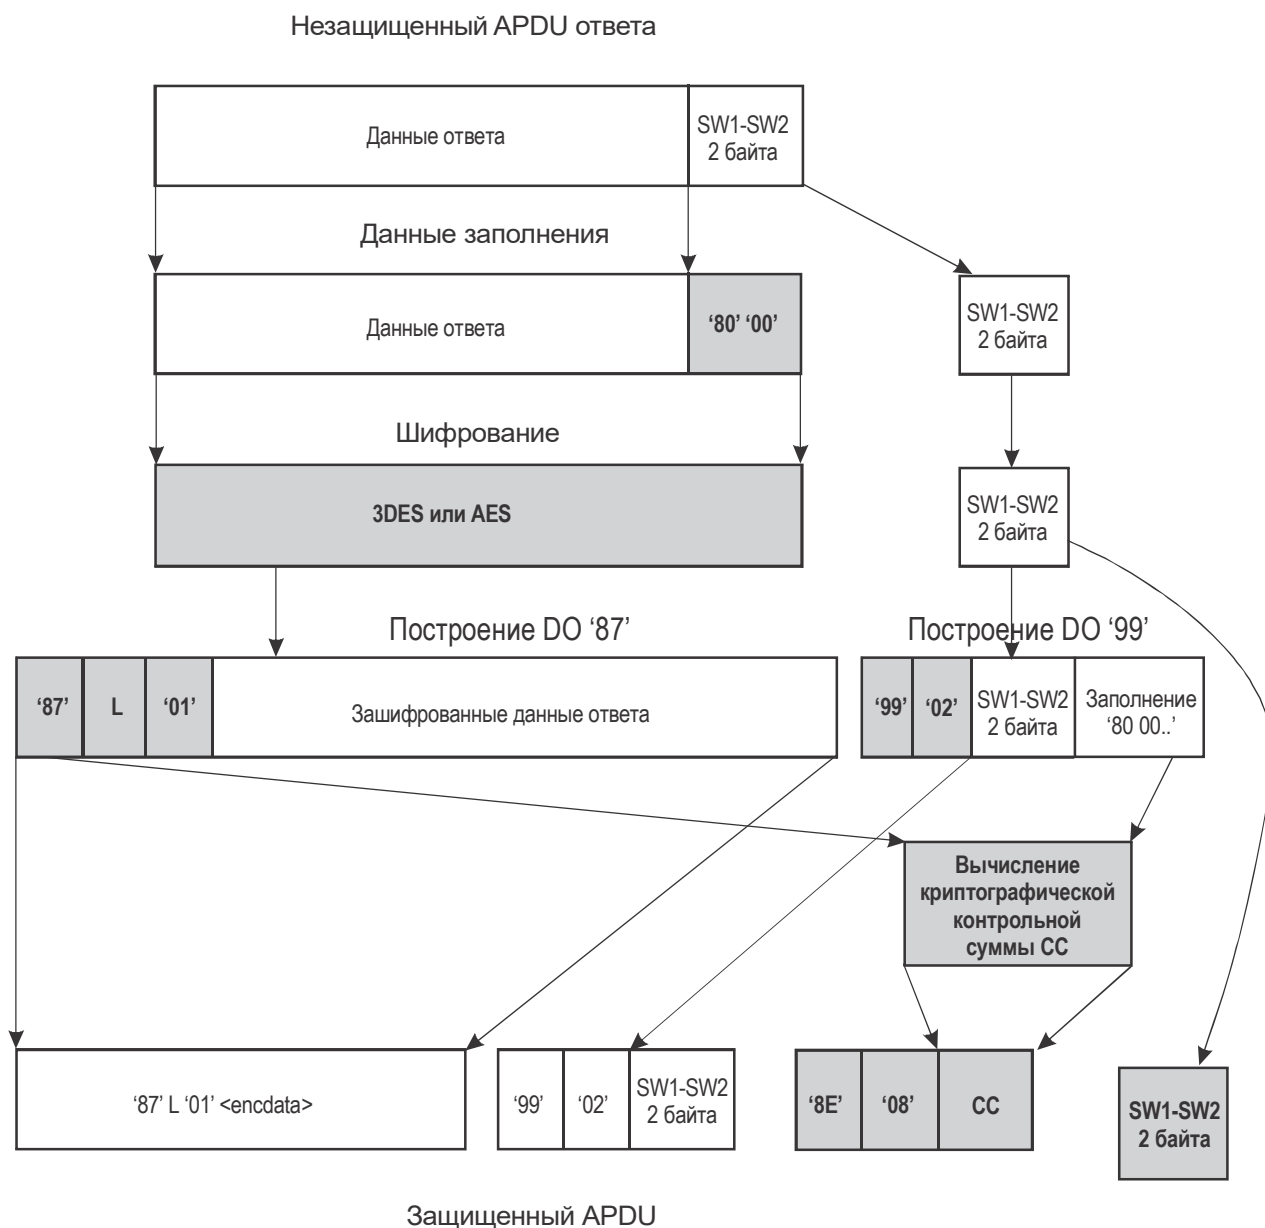 Незащищенный APDU ответа
Данные ответа
SW1-SW2
2 байта
Данные заполнения
Данные ответа
‘80’ ‘00’
SW1-SW2
2 байта
Шифрование
3DES или AES
SW1-SW2
2 байта
Построение DO ‘87’
Построение DO ‘99’
‘87’
L
‘01’
Зашифрованные данные ответа
‘99’
‘02’
SW1-SW2
2 байта
Заполнение
‘80 00..’
Вычисление
криптографической
контрольной
суммы CC
‘87’ L ‘01’ <encdata>
‘99’
‘02’
SW1-SW2
2 байта
‘8E’
‘08’
CC
SW1-SW2
2 байта
Защищенный APDU